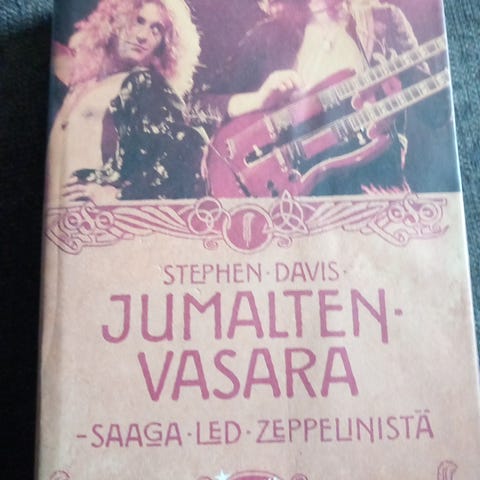 STEPHEN·DAVIS·
JUMALTEN-
VASARA
-SAAGA·LED·ZEPPELINISTÄ